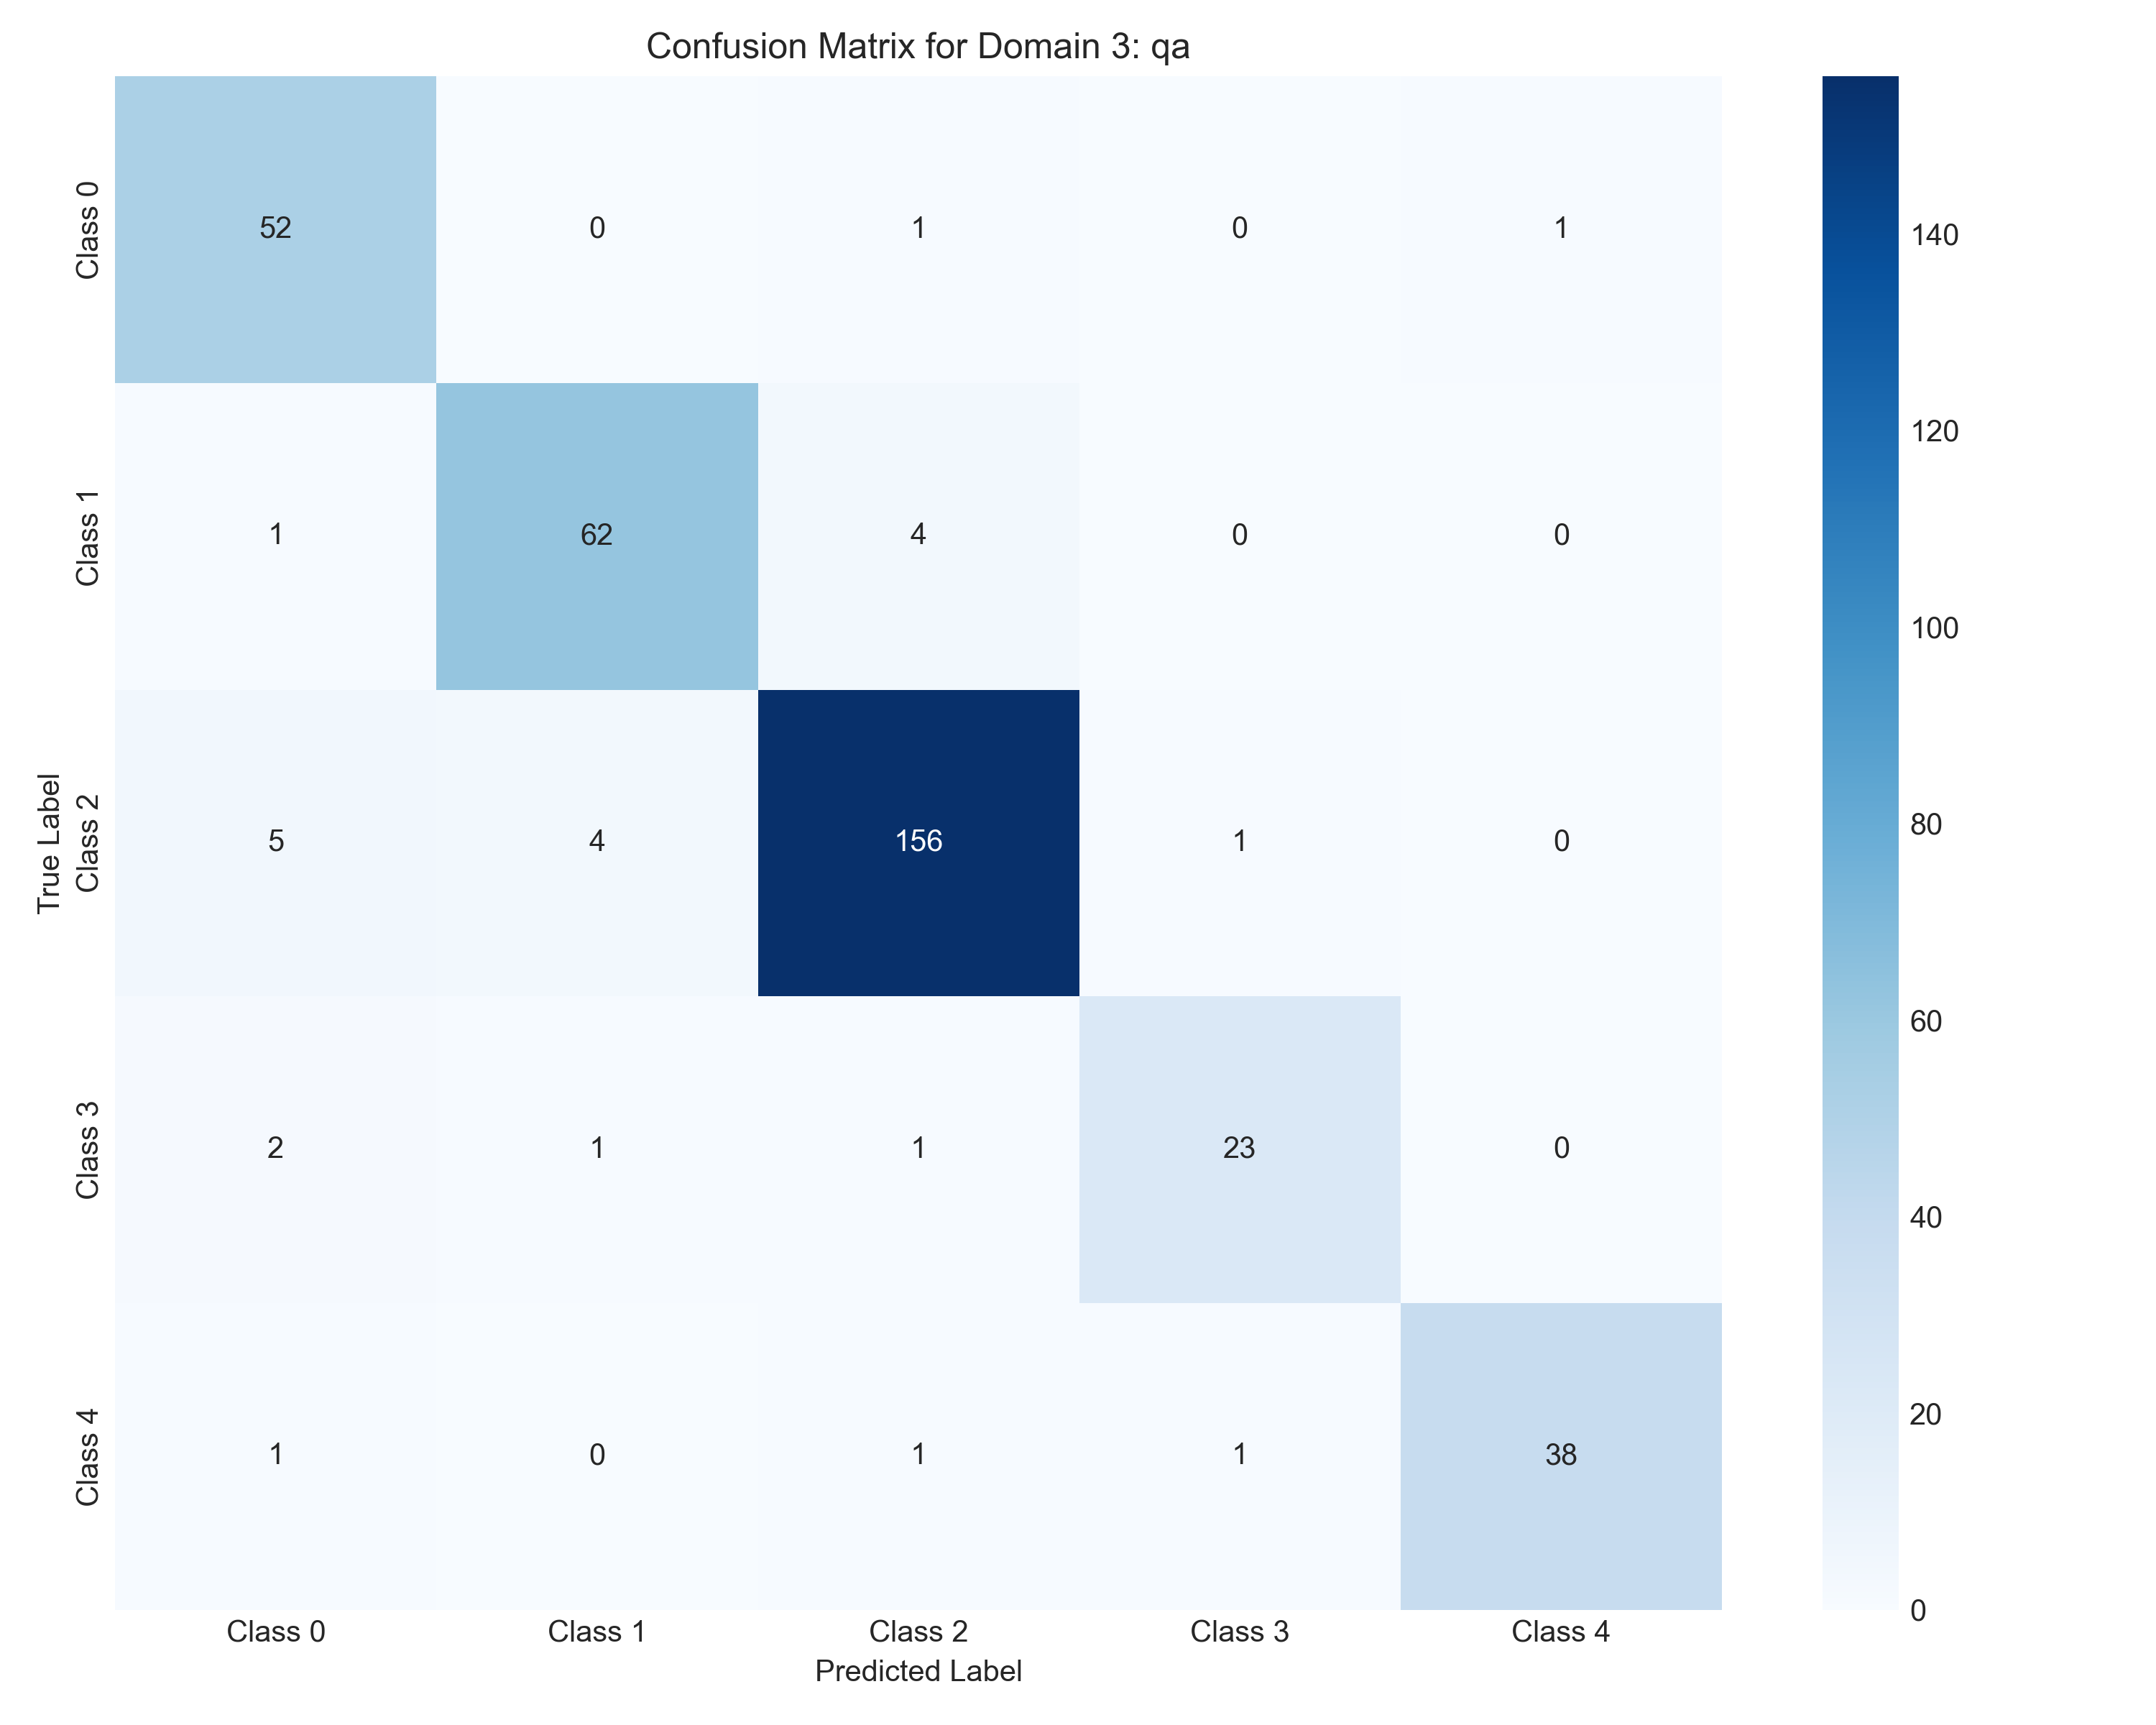 Confusion Matrix for Domain 3: qa
True Label
Class 0 52 0 1 0 1
Class 1 1 62 4 0 0
Class 2 5 4 156 1 0
Class 3 2 1 1 23 0
Class 4 1 0 1 1 38
Class 0 Class 1 Class 2 Class 3 Class 4
Predicted Label
140
120
100
80
60
40
20
0